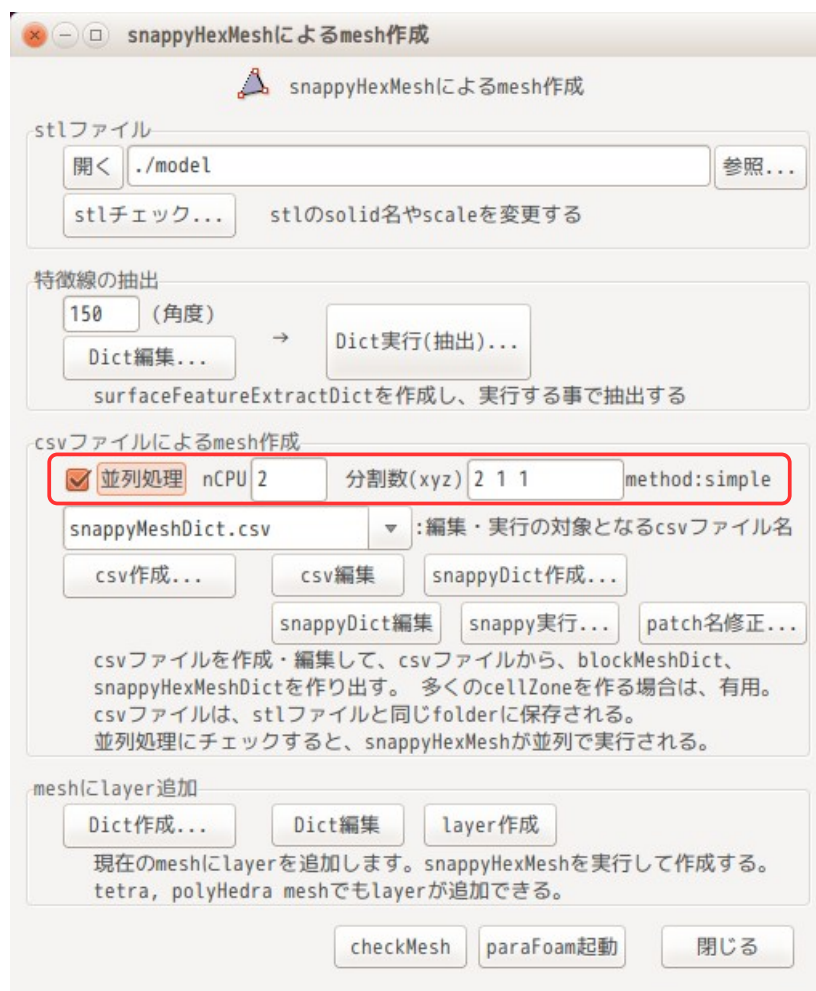 snappyHexMeshによるmesh作成
snappyHexMeshによるmesh作成
stlファイル
開く ./model 参照...
stlチェック... stlのsolid名やscaleを変更する
特徴線の抽出
150 (角度)
→ Dict実行(抽出)...
Dict編集...
surfaceFeatureExtractDictを作成し、実行する事で抽出する
csvファイルによるmesh作成
並列処理 nCPU 2 分割数(xyz) 2 1 1 method:simple
snappyMeshDict.csv :編集・実行の対象となるcsvファイル名
csv作成... csv編集 snappyDict作成...
snappyDict編集 snappy実行... patch名修正...
csvファイルを作成・編集して、csvファイルから、blockMeshDict、
snappyHexMeshDictを作り出す。 多くのcellZoneを作る場合は、有用。
csvファイルは、stlファイルと同じfolderに保存される。
並列処理にチェックすると、snappyHexMeshが並列で実行される。
meshにlayer追加
Dict作成... Dict編集 layer作成
現在のmeshにlayerを追加します。snappyHexMeshを実行して作成する。
tetra, polyHedra meshでもlayerが追加できる。
checkMesh paraFoam起動 閉じる